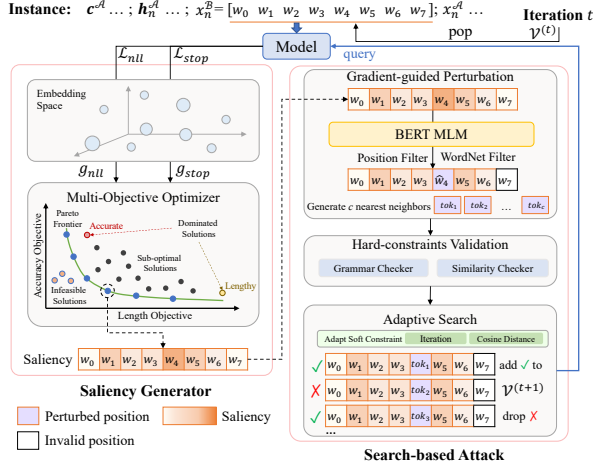 Instance: c^𝒜 … ; h_n^𝒜 … ; x_n^ℬ = [w0 w1 w2 w3 w4 w5 w6 w7]; x_n^𝒜 …
Iteration t
pop
𝒱^(t)
Model
query
ℒ_nll
ℒ_stop
Embedding
Space
g_nll
g_stop
Multi-Objective Optimizer
Pareto
Frontier
Accurate
Dominated
Solutions
Sub-optimal
Solutions
Infeasible
Solutions
Lengthy
Accuracy Objective
Length Objective
Saliency
w0 w1 w2 w3 w4 w5 w6 w7
Saliency Generator
Perturbed position
Saliency
Invalid position
Gradient-guided Perturbation
w0 w1 w2 w3 w4 w5 w6 w7
BERT MLM
Position Filter
WordNet Filter
w0 w1 w2 w3 ŵ4 w5 w6 w7
Generate c nearest neighbors
tok1 tok2 … tokc
Hard-constraints Validation
Grammar Checker
Similarity Checker
Adaptive Search
Adapt Soft Constraint
Iteration
Cosine Distance
✓ w0 w1 w2 w3 tok1 w5 w6 w7 add ✓ to
✗ w0 w1 w2 w3 tok2 w5 w6 w7 𝒱^(t+1)
✓ w0 w1 w2 w3 tok3 w5 w6 w7 drop ✗
...
Search-based Attack